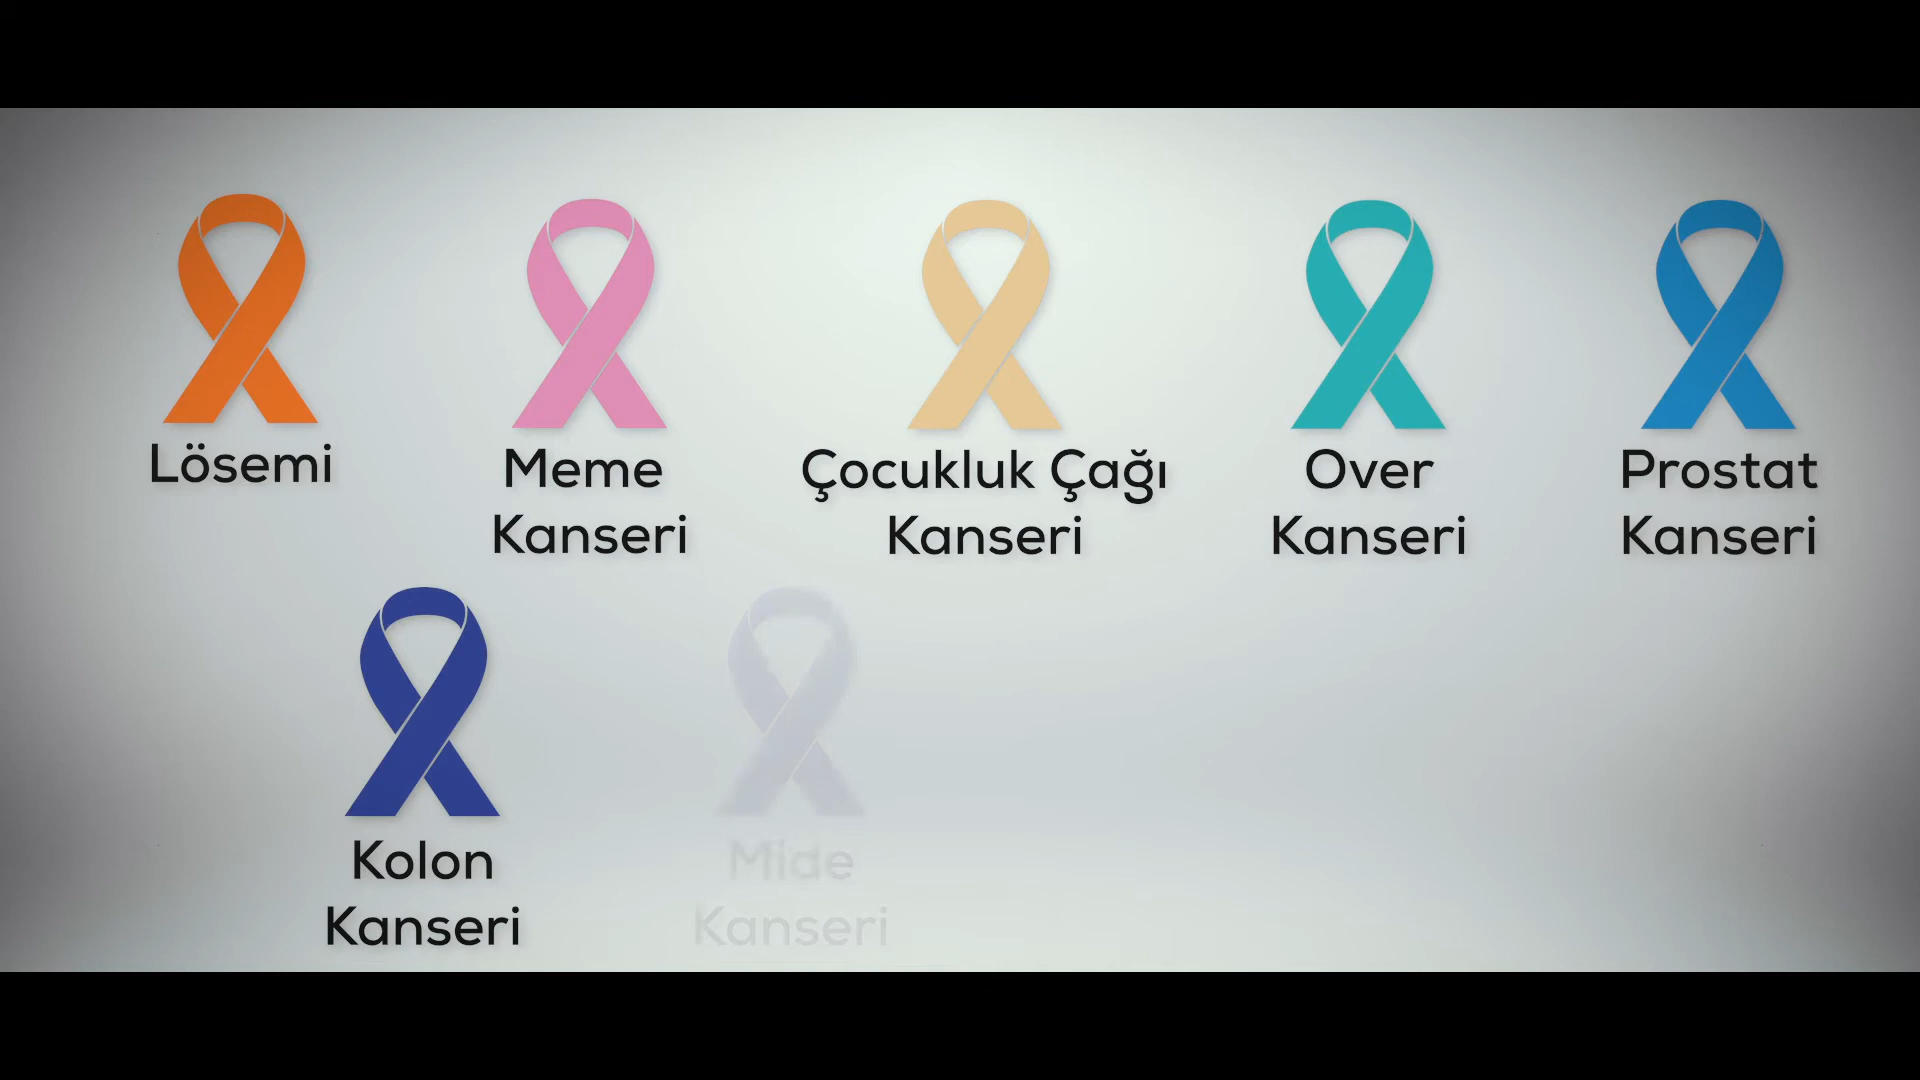 Lösemi
Meme
Kanseri
Çocukluk Çağı
Kanseri
Over
Kanseri
Prostat
Kanseri
Kolon
Kanseri
Mide
Kanseri